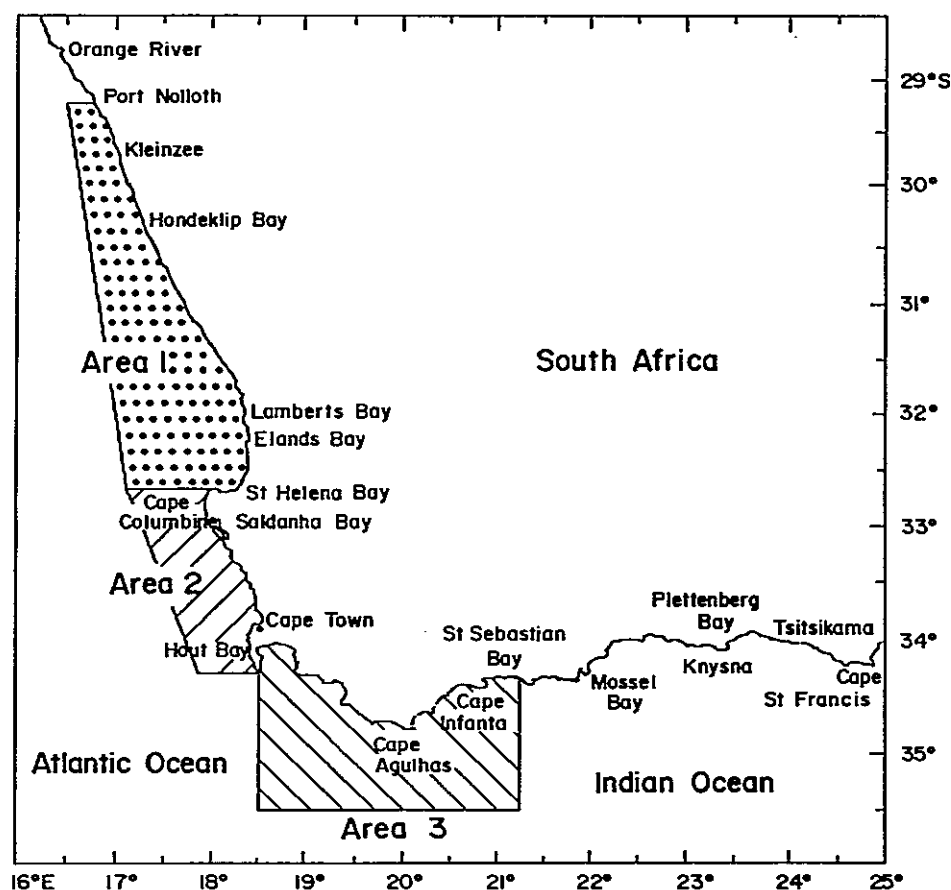 Orange River
29°S
Port Nolloth
Kleinzee
30°
Hondeklip Bay
31°
Area 1
South Africa
Lamberts Bay
32°
Elands Bay
St Helena Bay
Cape
Columbine
Saldanha Bay
33°
Area 2
Cape Town
Plettenberg
Bay
Tsitsikama
St Sebastian
Bay
Hout Bay
34°
Knysna
Mossel
Bay
Cape
St Francis
Cape
Infanta
Cape
Agulhas
35°
Atlantic Ocean
Indian Ocean
Area 3
16°E
17°
18°
19°
20°
21°
22°
23°
24°
25°